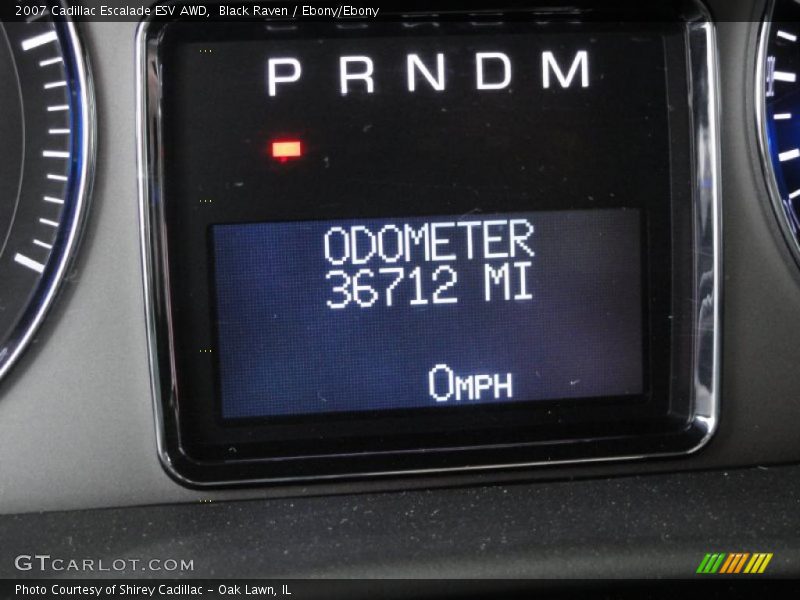 2007 Cadillac Escalade ESV AWD,  Black Raven / Ebony/Ebony
P R N D M
ODOMETER
36712 MI
0MPH
GTCARLOT.COM
Photo Courtesy of Shirey Cadillac - Oak Lawn, IL